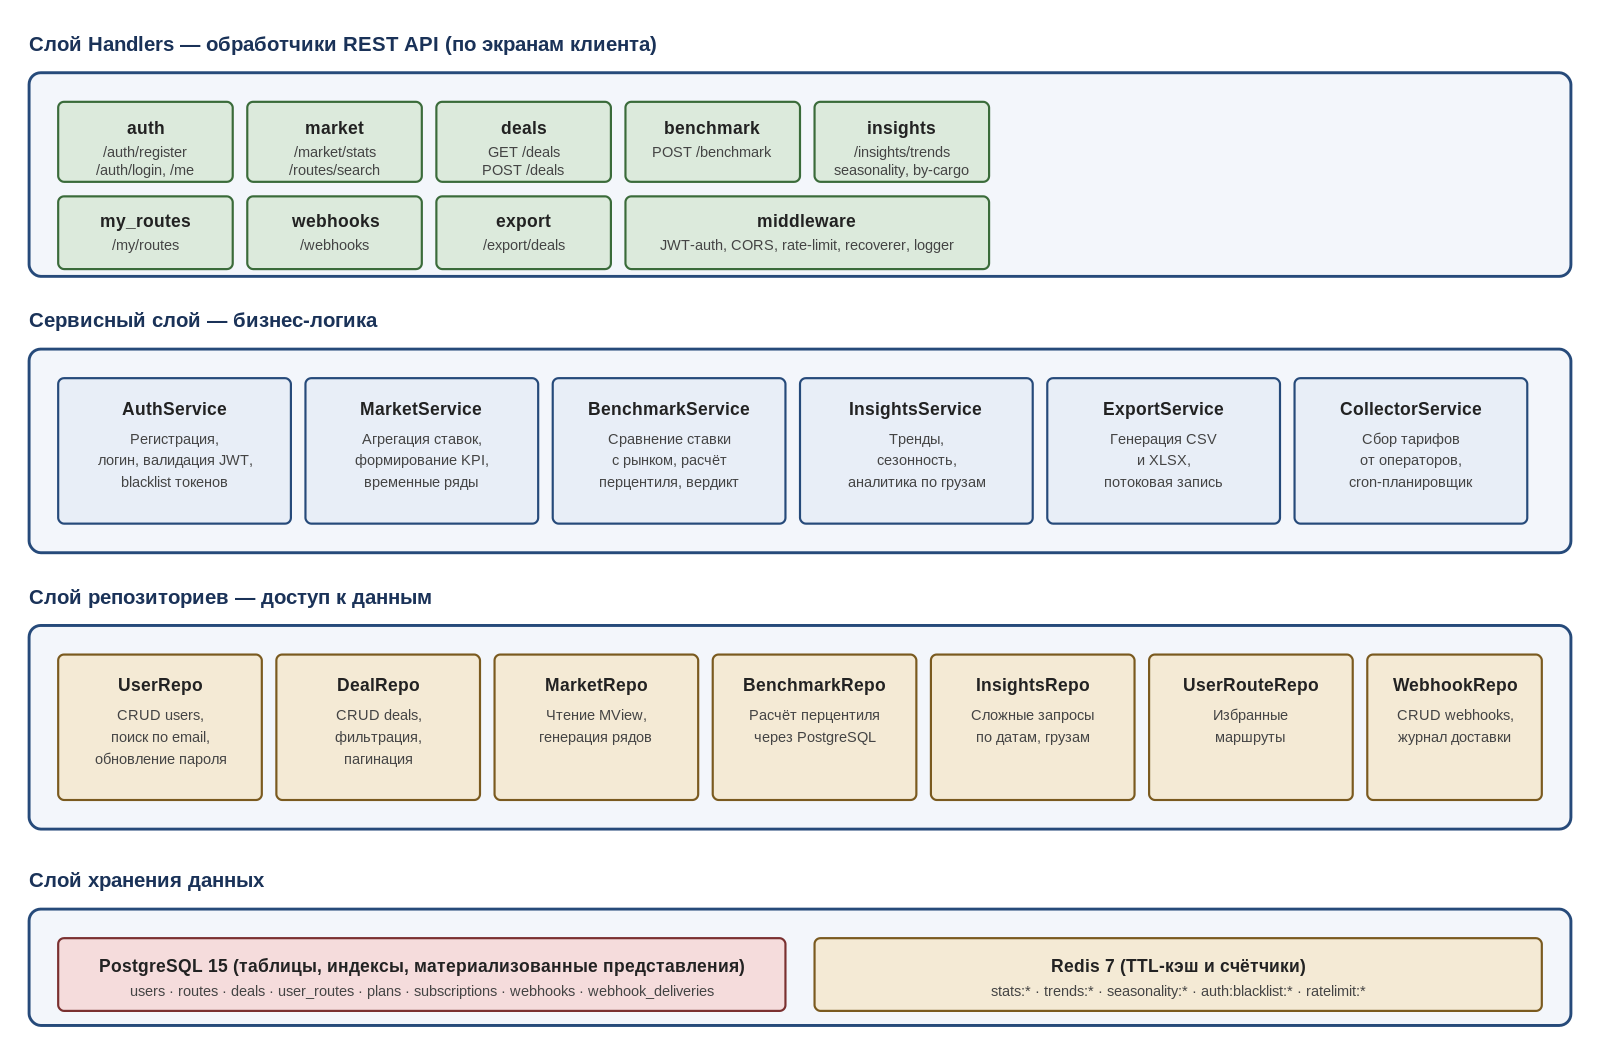 Слой Handlers — обработчики REST API (по экранам клиента)
auth
/auth/register
/auth/login, /me
market
/market/stats
/routes/search
deals
GET /deals
POST /deals
benchmark
POST /benchmark
insights
/insights/trends
seasonality, by-cargo
my_routes
/my/routes
webhooks
/webhooks
export
/export/deals
middleware
JWT-auth, CORS, rate-limit, recoverer, logger
Сервисный слой — бизнес-логика
AuthService
Регистрация,
логин, валидация JWT,
blacklist токенов
MarketService
Агрегация ставок,
формирование KPI,
временные ряды
BenchmarkService
Сравнение ставки
с рынком, расчёт
перцентиля, вердикт
InsightsService
Тренды,
сезонность,
аналитика по грузам
ExportService
Генерация CSV
и XLSX,
потоковая запись
CollectorService
Сбор тарифов
от операторов,
cron-планировщик
Слой репозиториев — доступ к данным
UserRepo
CRUD users,
поиск по email,
обновление пароля
DealRepo
CRUD deals,
фильтрация,
пагинация
MarketRepo
Чтение MView,
генерация рядов
BenchmarkRepo
Расчёт перцентиля
через PostgreSQL
InsightsRepo
Сложные запросы
по датам, грузам
UserRouteRepo
Избранные
маршруты
WebhookRepo
CRUD webhooks,
журнал доставки
Слой хранения данных
PostgreSQL 15 (таблицы, индексы, материализованные представления)
users · routes · deals · user_routes · plans · subscriptions · webhooks · webhook_deliveries
Redis 7 (TTL-кэш и счётчики)
stats:* · trends:* · seasonality:* · auth:blacklist:* · ratelimit:*